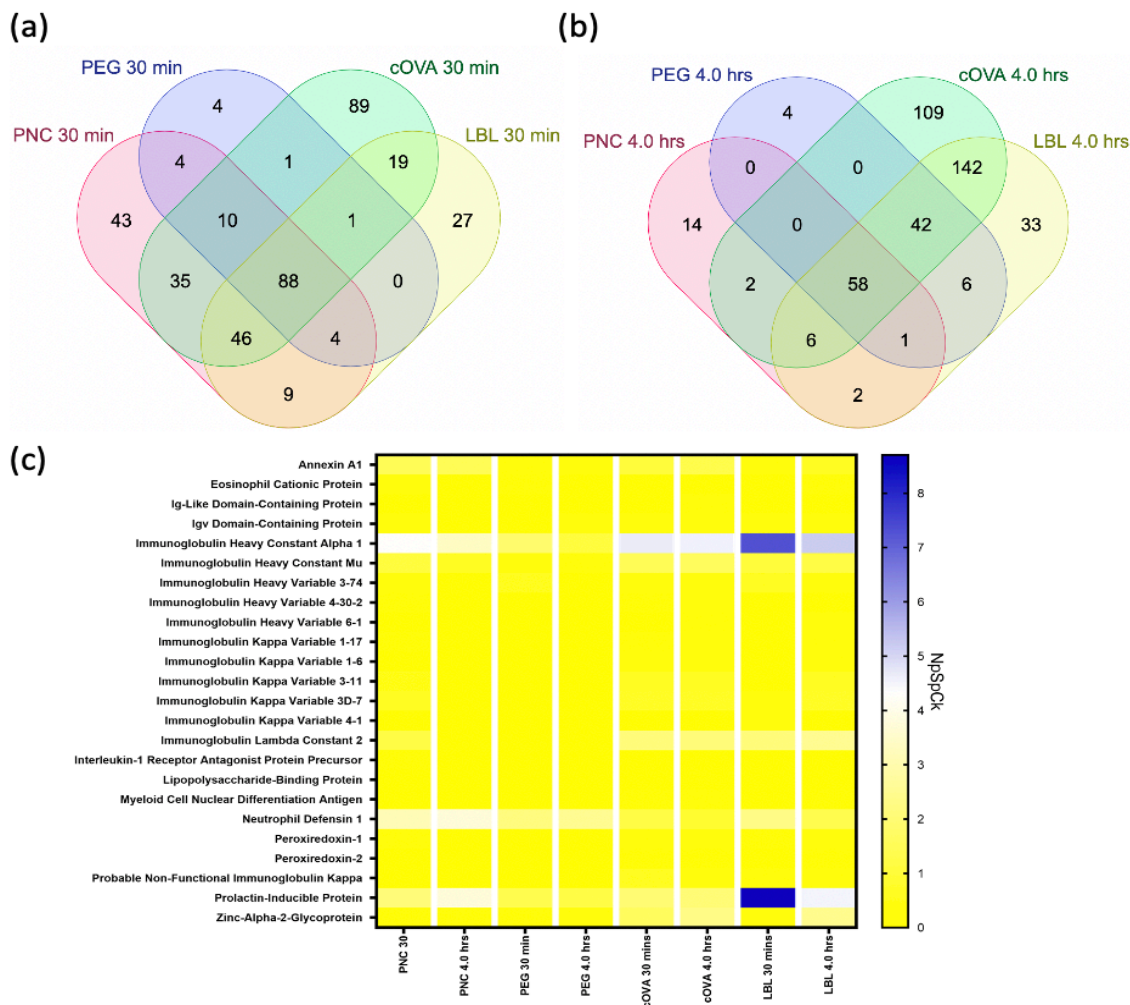 (a)
PEG 30 min
cOVA 30 min
PNC 30 min
LBL 30 min
4
89
4
1
19
43
10
1
27
35
88
0
46
4
9
(b)
PEG 4.0 hrs
cOVA 4.0 hrs
PNC 4.0 hrs
LBL 4.0 hrs
4
109
0
0
142
14
0
42
33
2
58
6
6
1
2
(c)
Annexin A1
Eosinophil Cationic Protein
Ig-Like Domain-Containing Protein
Igv Domain-Containing Protein
Immunoglobulin Heavy Constant Alpha 1
Immunoglobulin Heavy Constant Mu
Immunoglobulin Heavy Variable 3-74
Immunoglobulin Heavy Variable 4-30-2
Immunoglobulin Heavy Variable 6-1
Immunoglobulin Kappa Variable 1-17
Immunoglobulin Kappa Variable 1-6
Immunoglobulin Kappa Variable 3-11
Immunoglobulin Kappa Variable 3D-7
Immunoglobulin Kappa Variable 4-1
Immunoglobulin Lambda Constant 2
Interleukin-1 Receptor Antagonist Protein Precursor
Lipopolysaccharide-Binding Protein
Myeloid Cell Nuclear Differentiation Antigen
Neutrophil Defensin 1
Peroxiredoxin-1
Peroxiredoxin-2
Probable Non-Functional Immunoglobulin Kappa
Prolactin-Inducible Protein
Zinc-Alpha-2-Glycoprotein
PNC 30
PNC 4.0 hrs
PEG 30 min
PEG 4.0 hrs
cOVA 30 mins
cOVA 4.0 hrs
LBL 30 mins
LBL 4.0 hrs
8
7
6
5
4
3
2
1
0
NpSpCk